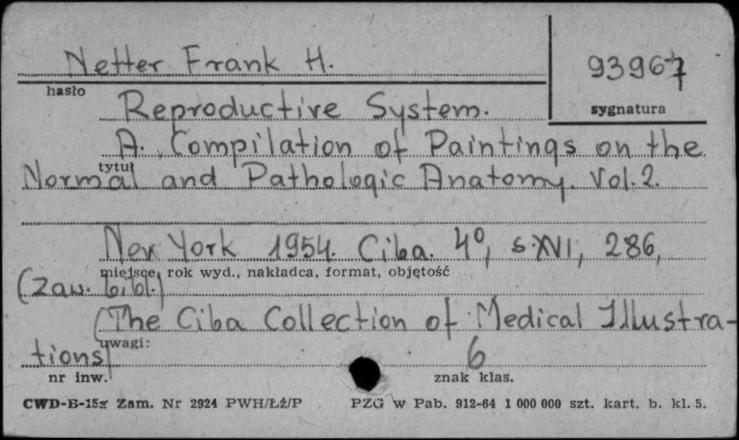 Netter Frank H.
93967
hasło
sygnatura
Reproductive System.
A. Compilation of Paintings on the
tytuł
Normal and Pathologic Anatomy. Vol. 2.
New York 1954. Ciba. 4⁰, s. XVI, 286,
miejsce, rok wyd., nakładca, format, objętość
(zaw. bibl.)
(The Ciba Collection of Medical Illustra-
uwagi:
tions)
6
nr inw.
znak klas.
CWD-B-15 Zam. Nr 2924 PWH/Łź/P
PZG w Pab. 912-64 1 000 000 szt. kart. b. kl. 5.